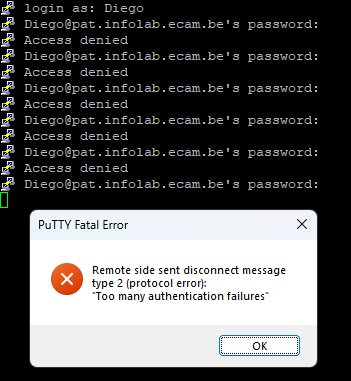 login as: Diego
Diego@pat.infolab.ecam.be's password:
Access denied
Diego@pat.infolab.ecam.be's password:
Access denied
Diego@pat.infolab.ecam.be's password:
Access denied
Diego@pat.infolab.ecam.be's password:
Access denied
Diego@pat.infolab.ecam.be's password:
Access denied
Diego@pat.infolab.ecam.be's password:
PuTTY Fatal Error
Remote side sent disconnect message
type 2 (protocol error):
"Too many authentication failures"
OK